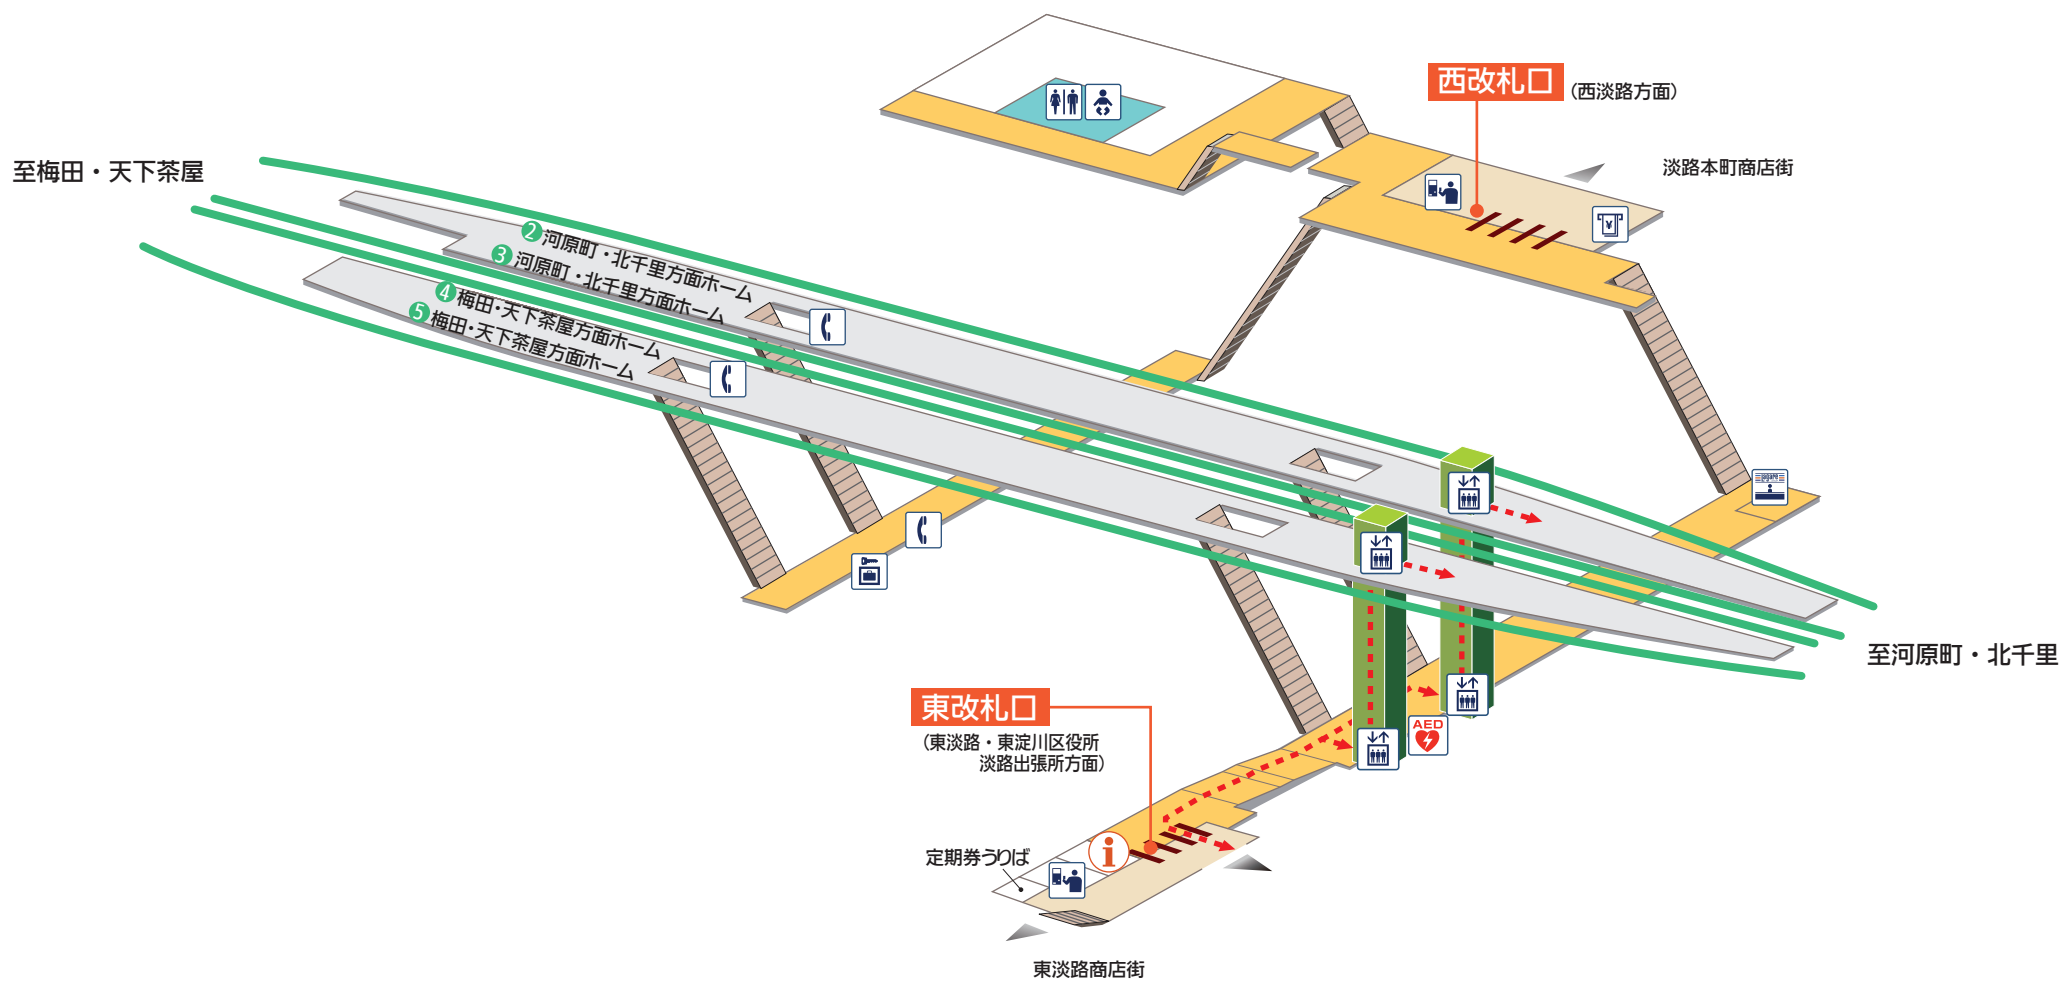 西改札口
(西淡路方面)
淡路本町商店街
¥
至梅田・天下茶屋
2 河原町・北千里方面ホーム
3 河原町・北千里方面ホーム
4 梅田・天下茶屋方面ホーム
5 梅田・天下茶屋方面ホーム
至河原町・北千里
東改札口
(東淡路・東淀川区役所
淡路出張所方面)
AED
i
定期券うりば
東淡路商店街